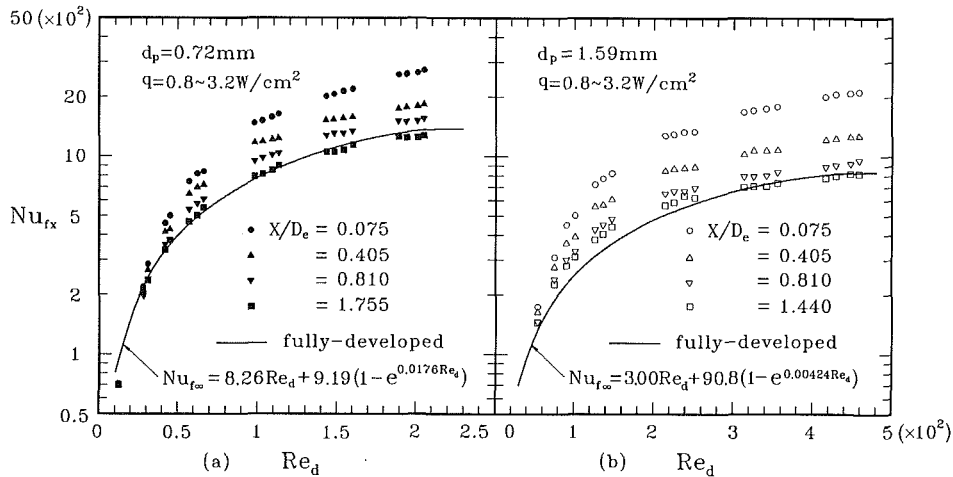 50 (×10²)
20
10
5
2
1
0.5
Nu_fx
d_p=0.72mm
q=0.8~3.2W/cm²
X/D_e = 0.075
= 0.405
= 0.810
= 1.755
fully-developed
Nu_f∞ = 8.26Re_d + 9.19(1-e^0.0176Re_d)
0 0.5 1 1.5 2 2.5
(a) Re_d
d_p=1.59mm
q=0.8~3.2W/cm²
X/D_e = 0.075
= 0.405
= 0.810
= 1.440
fully-developed
Nu_f∞ = 3.00Re_d + 90.8(1-e^0.00424Re_d)
0 1 2 3 4 5 (×10²)
(b) Re_d